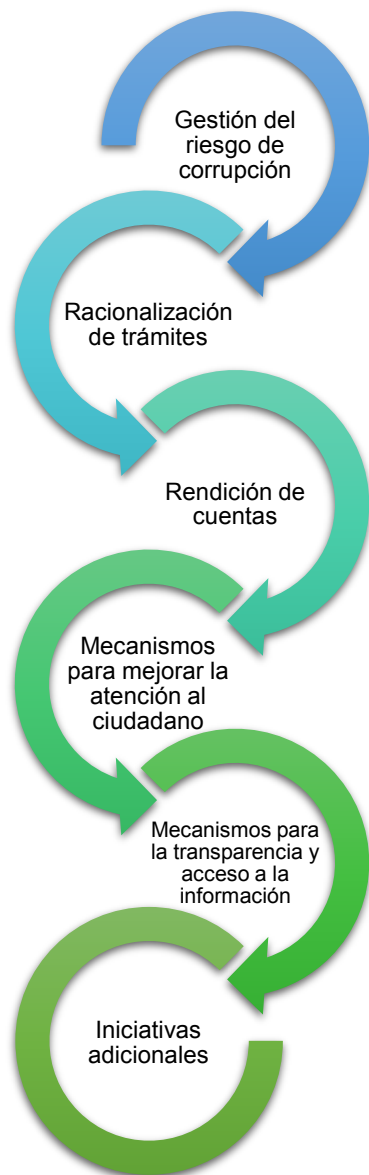 Gestión del
riesgo de
corrupción
Racionalización
de trámites
Rendición de
cuentas
Mecanismos
para mejorar la
atención al
ciudadano
Mecanismos para
la transparencia y
acceso a la
información
Iniciativas
adicionales